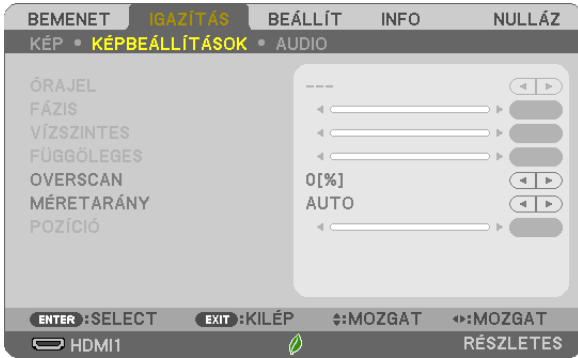 BEMENET IGAZÍTÁS BEÁLLÍT INFO NULLÁZ
KÉP • KÉPBEÁLLÍTÁSOK • AUDIO
ÓRAJEL ---
FÁZIS
VÍZSZINTES
FÜGGÖLEGES
OVERSCAN 0[%]
MÉRETARÁNY AUTO
POZÍCIÓ
ENTER :SELECT EXIT :KILÉP :MOZGAT :MOZGAT
HDMI1 RÉSZLETES